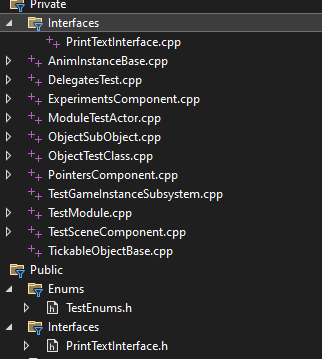 Private
Interfaces
PrintTextInterface.cpp
AnimInstanceBase.cpp
DelegatesTest.cpp
ExperimentsComponent.cpp
ModuleTestActor.cpp
ObjectSubObject.cpp
ObjectTestClass.cpp
PointersComponent.cpp
TestGameInstanceSubsystem.cpp
TestModule.cpp
TestSceneComponent.cpp
TickableObjectBase.cpp
Public
Enums
TestEnums.h
Interfaces
PrintTextInterface.h